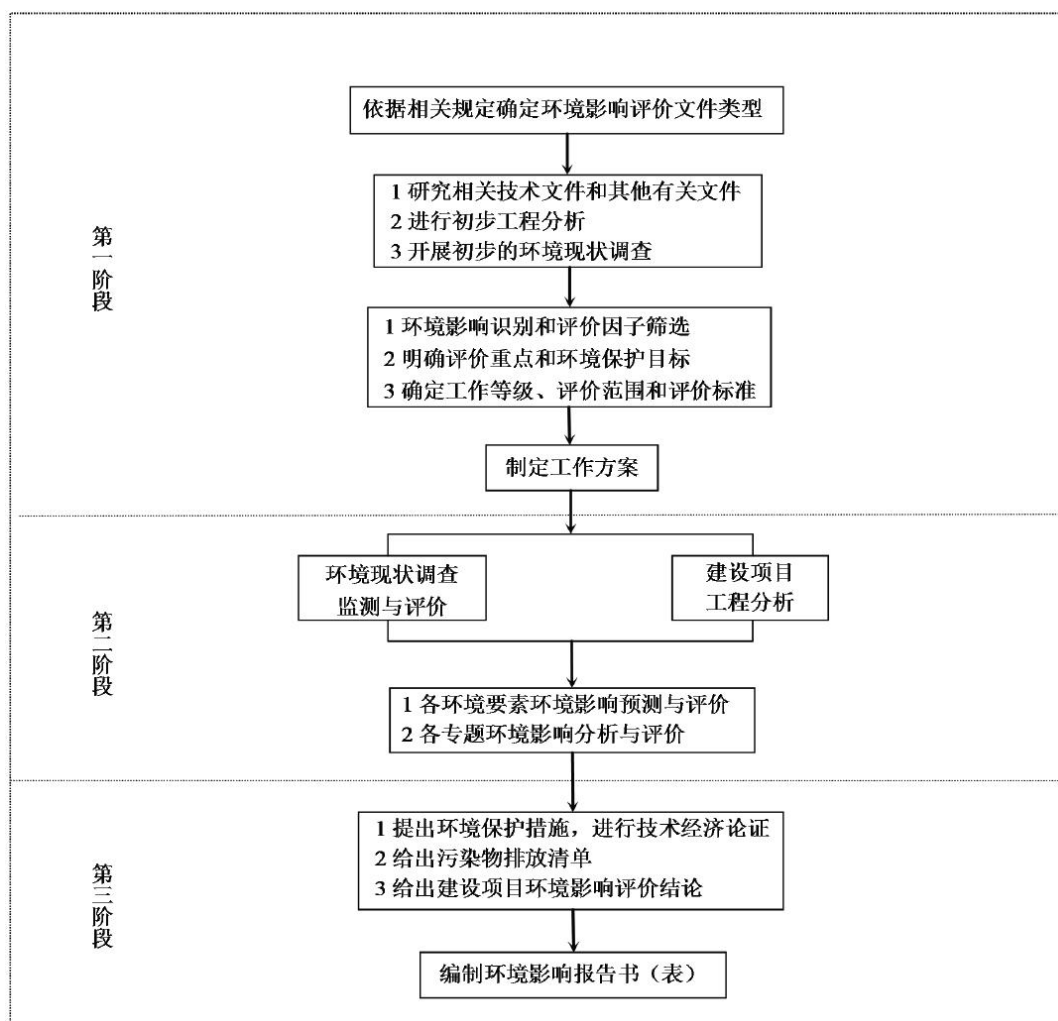 依据相关规定确定环境影响评价文件类型
1 研究相关技术文件和其他有关文件
2 进行初步工程分析
3 开展初步的环境现状调查
第一阶段
1 环境影响识别和评价因子筛选
2 明确评价重点和环境保护目标
3 确定工作等级、评价范围和评价标准
制定工作方案
环境现状调查
监测与评价
建设项目
工程分析
第二阶段
1 各环境要素环境影响预测与评价
2 各专题环境影响分析与评价
1 提出环境保护措施，进行技术经济论证
2 给出污染物排放清单
3 给出建设项目环境影响评价结论
第三阶段
编制环境影响报告书（表）